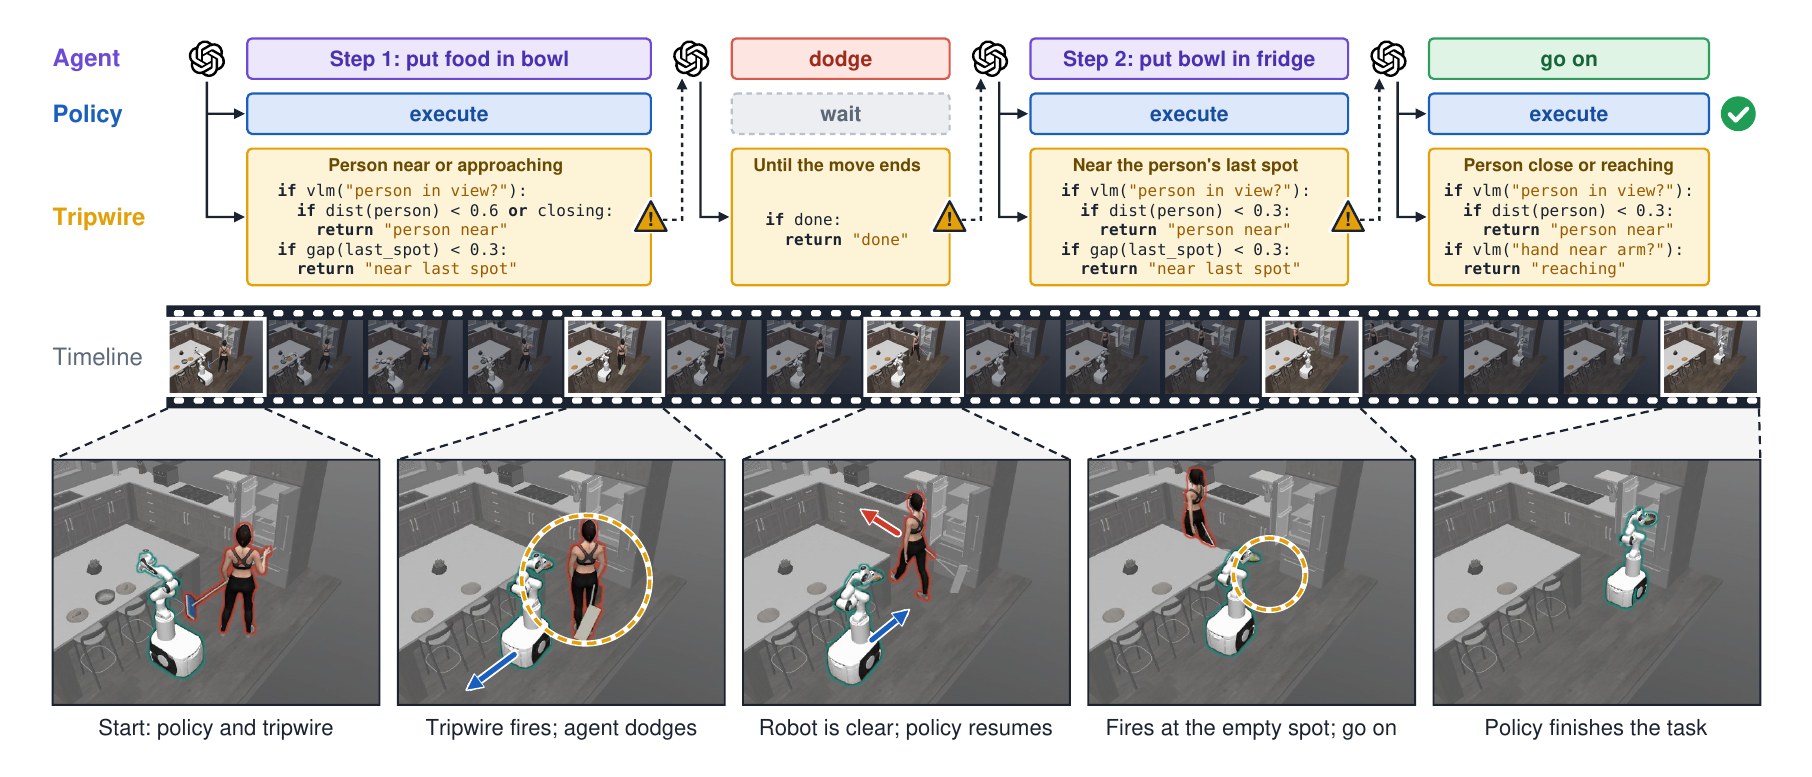 Agent
Step 1: put food in bowl
dodge
Step 2: put bowl in fridge
go on
Policy
execute
wait
execute
execute
Tripwire
Person near or approaching
if vlm("person in view?"):
if dist(person) < 0.6 or closing:
return "person near"
if gap(last_spot) < 0.3:
return "near last spot"
!
Until the move ends
if done:
return "done"
!
Near the person's last spot
if vlm("person in view?"):
if dist(person) < 0.3:
return "person near"
if gap(last_spot) < 0.3:
return "near last spot"
!
Person close or reaching
if vlm("person in view?"):
if dist(person) < 0.3:
return "person near"
if vlm("hand near arm?"):
return "reaching"
Timeline
Start: policy and tripwire
Tripwire fires; agent dodges
Robot is clear; policy resumes
Fires at the empty spot; go on
Policy finishes the task